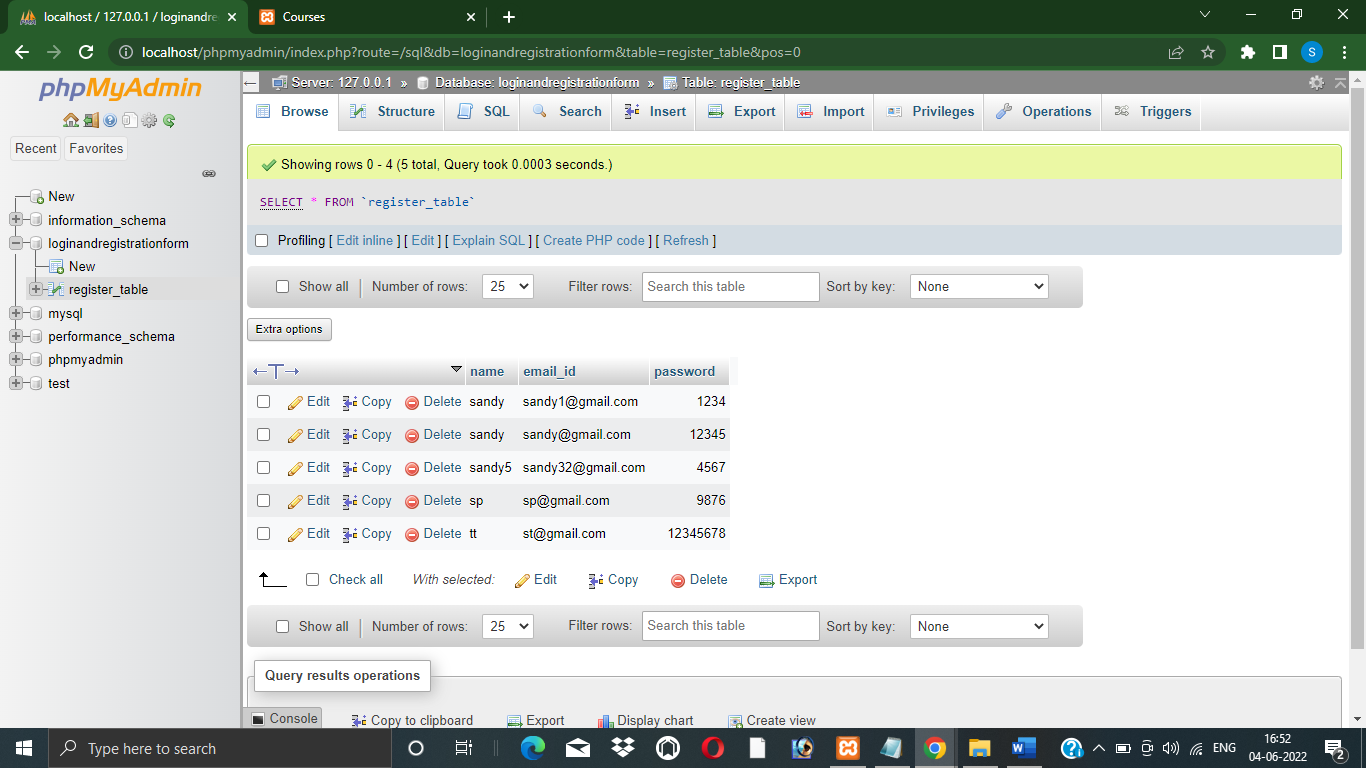 localhost / 127.0.0.1 / loginandre
Courses
localhost/phpmyadmin/index.php?route=/sql&db=loginandregistrationform&table=register_table&pos=0
S
phpMyAdmin
Recent Favorites
New
information_schema
loginandregistrationform
New
register_table
mysql
performance_schema
phpmyadmin
test
Server: 127.0.0.1 » Database: loginandregistrationform » Table: register_table
Browse Structure SQL Search Insert Export Import Privileges Operations Triggers
Showing rows 0 - 4 (5 total, Query took 0.0003 seconds.)
SELECT * FROM `register_table`
Profiling [ Edit inline ] [ Edit ] [ Explain SQL ] [ Create PHP code ] [ Refresh ]
Show all Number of rows: 25 Filter rows: Search this table Sort by key: None
Extra options
←T→ name email_id password
Edit Copy Delete sandy sandy1@gmail.com 1234
Edit Copy Delete sandy sandy@gmail.com 12345
Edit Copy Delete sandy5 sandy32@gmail.com 4567
Edit Copy Delete sp sp@gmail.com 9876
Edit Copy Delete tt st@gmail.com 12345678
Check all With selected: Edit Copy Delete Export
Show all Number of rows: 25 Filter rows: Search this table Sort by key: None
Query results operations
Console Copy to clipboard Export Display chart Create view
Type here to search
ENG
16:52
04-06-2022
2